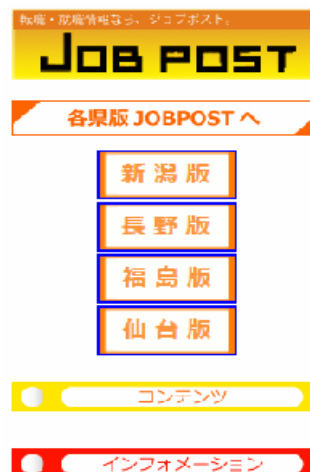 転職・就職情報なら、ジョブポスト。
JOB POST
各県版 JOBPOST へ
新潟版
長野版
福島版
仙台版
コンテンツ
インフォメーション